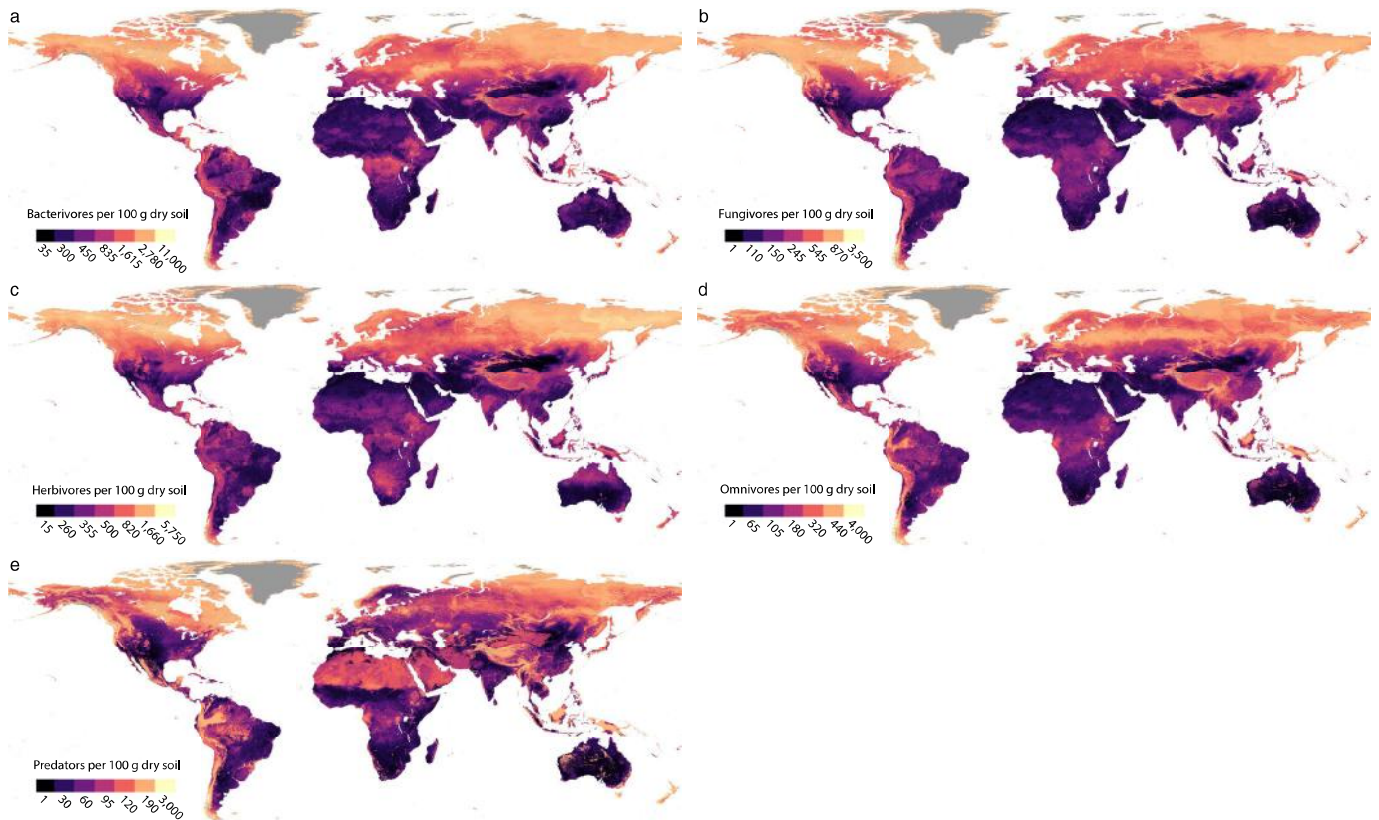 a
Bacterivores per 100 g dry soil
35 300 450 835 1,615 2,780 11,000
b
Fungivores per 100 g dry soil
1 110 150 245 545 870 3,500
c
Herbivores per 100 g dry soil
15 260 355 500 820 1,660 5,750
d
Omnivores per 100 g dry soil
1 65 105 180 320 440 4,000
e
Predators per 100 g dry soil
1 30 60 95 120 190 3,000